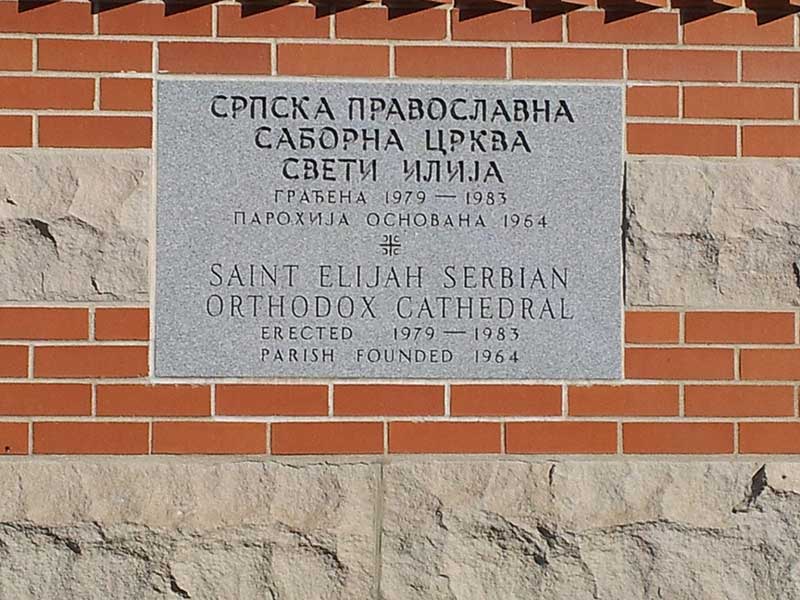 СРПСКА ПРАВОСЛАВНА
САБОРНА ЦРКВА
СВЕТИ ИЛИЈА
ГРАЂЕНА 1979 — 1983
ПАРОХИЈА ОСНОВАНА 1964
SAINT ELIJAH SERBIAN
ORTHODOX CATHEDRAL
ERECTED 1979 — 1983
PARISH FOUNDED 1964